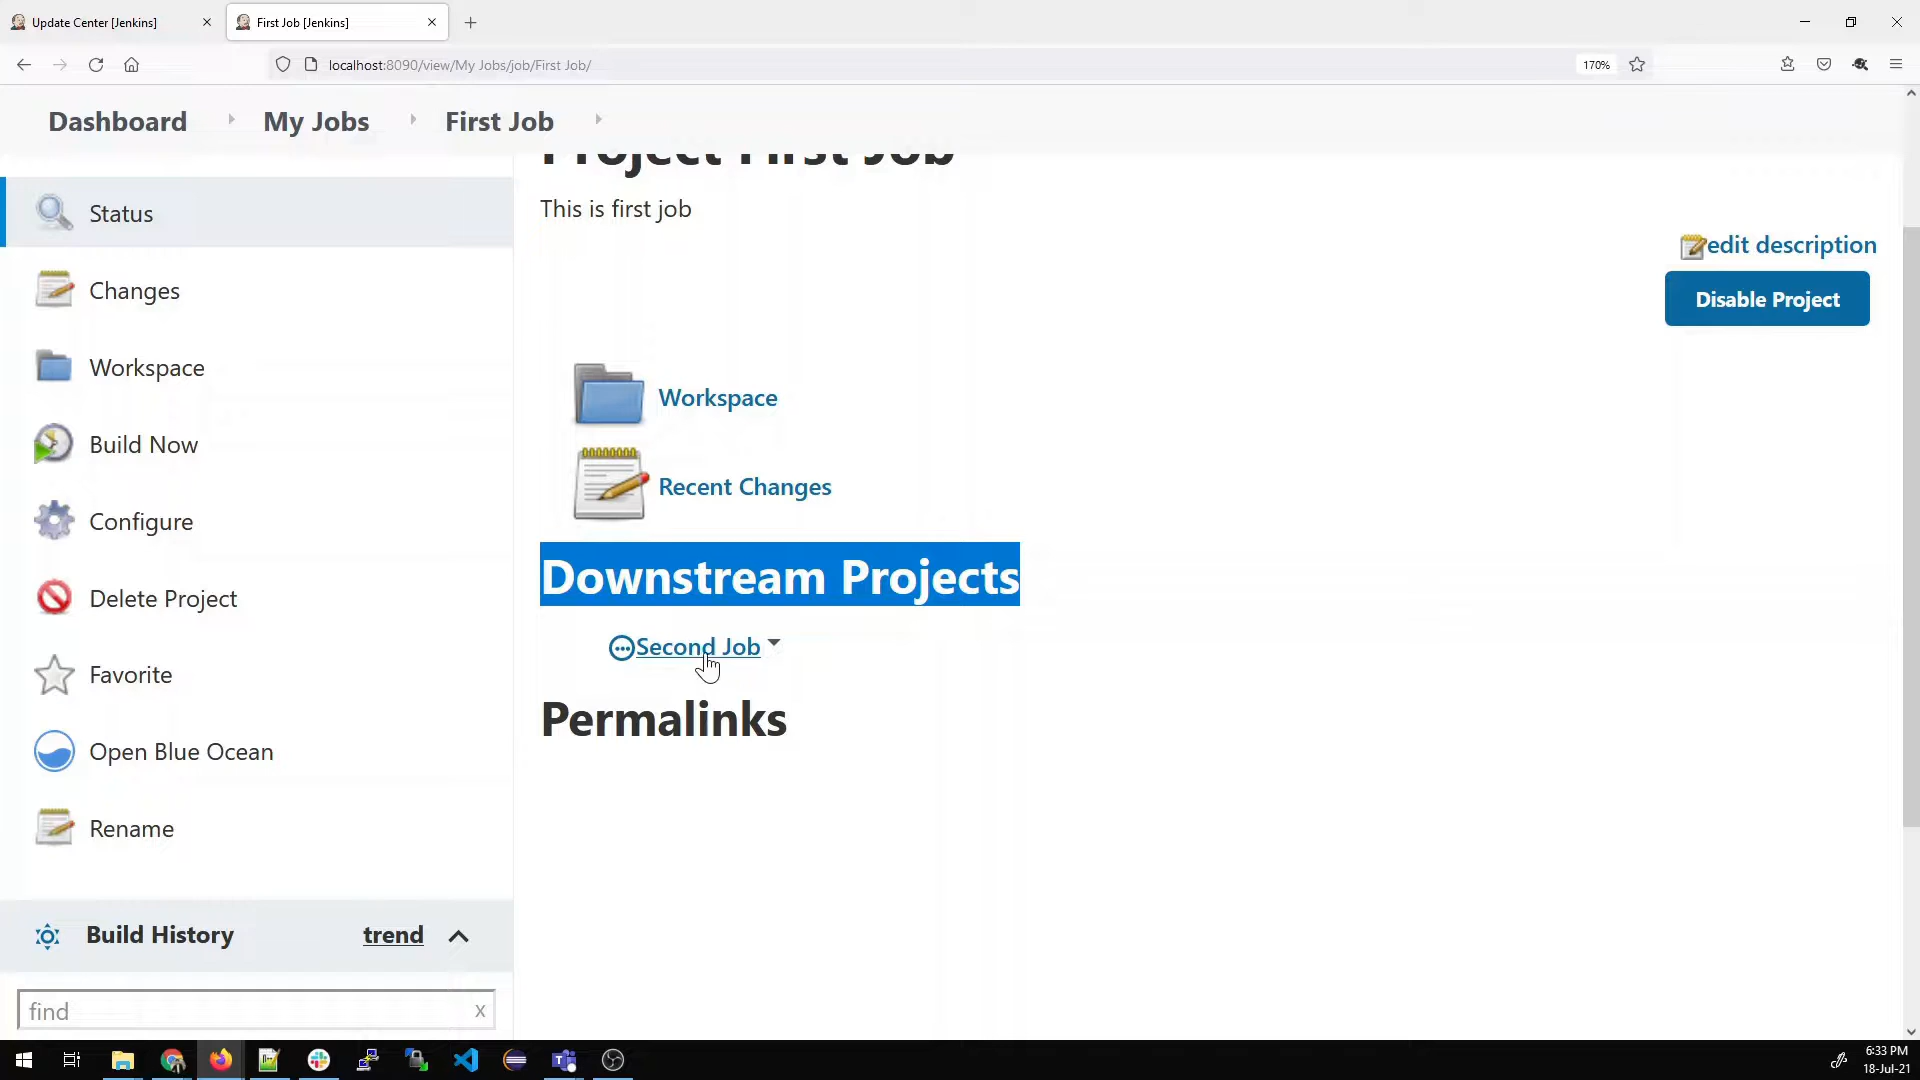 Update Center [Jenkins]
First Job [Jenkins]
localhost:8090/view/My Jobs/job/First Job/
170%
Dashboard
My Jobs
First Job
Project First Job
This is first job
edit description
Disable Project
Status
Changes
Workspace
Build Now
Configure
Delete Project
Favorite
Open Blue Ocean
Rename
Workspace
Recent Changes
Downstream Projects
Second Job
Permalinks
Build History
trend
find
x
6:33 PM
18-Jul-21